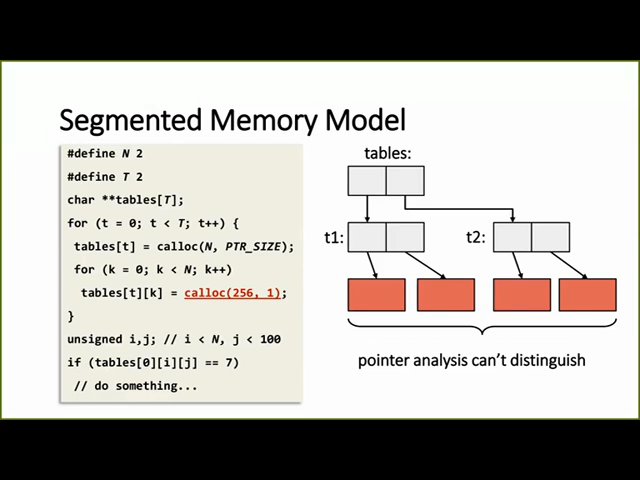 Segmented Memory Model
#define N 2
#define T 2
char **tables[T];
for (t = 0; t < T; t++) {
tables[t] = calloc(N, PTR_SIZE);
for (k = 0; k < N; k++)
tables[t][k] = calloc(256, 1);
}
unsigned i,j; // i < N, j < 100
if (tables[0][i][j] == 7)
// do something...
tables:
t1:
t2:
pointer analysis can't distinguish